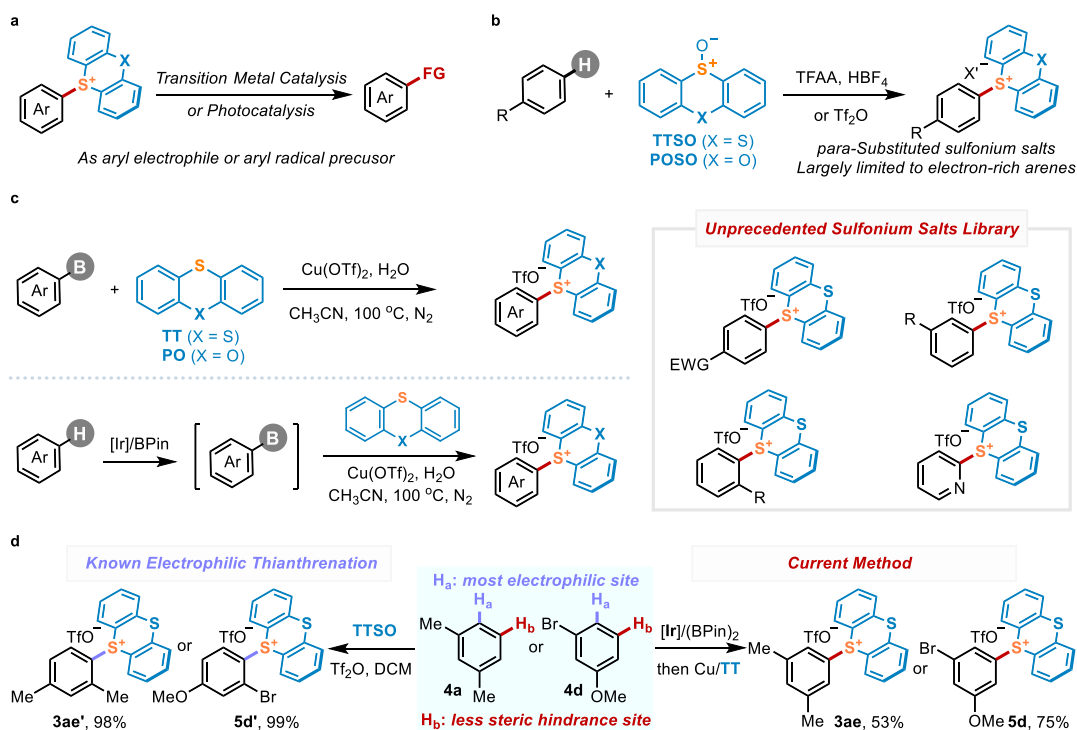 a
X
S+
Ar
Transition Metal Catalysis
or Photocatalysis
FG
Ar
As aryl electrophile or aryl radical precusor
b
H
R
+
O−
S+
X
TTSO (X = S)
POSO (X = O)
TFAA, HBF4
or Tf2O
X'−
X
S+
R
para-Substituted sulfonium salts
Largely limited to electron-rich arenes
c
B
Ar
+
S
X
TT (X = S)
PO (X = O)
Cu(OTf)2, H2O
CH3CN, 100 oC, N2
TfO−
X
S+
Ar
H
Ar
[Ir]/BPin
B
Ar
S
X
Cu(OTf)2, H2O
CH3CN, 100 oC, N2
TfO−
X
S+
Ar
Unprecedented Sulfonium Salts Library
TfO−
S
S+
EWG
TfO−
S
S+
R
TfO−
S
S+
R
TfO−
S
S+
N
d
Known Electrophilic Thianthrenation
TfO−
S
S+
Me
Me
3ae', 98%
or
TfO−
S
S+
MeO
Br
5d', 99%
TTSO
Tf2O, DCM
Ha: most electrophilic site
Ha
Me
Hb
Me
4a
or
Ha
Br
Hb
OMe
4d
Hb: less steric hindrance site
[Ir]/(BPin)2
then Cu/TT
Current Method
TfO−
S
S+
Me
Me
3ae, 53%
or
TfO−
S
S+
Br
OMe
5d, 75%